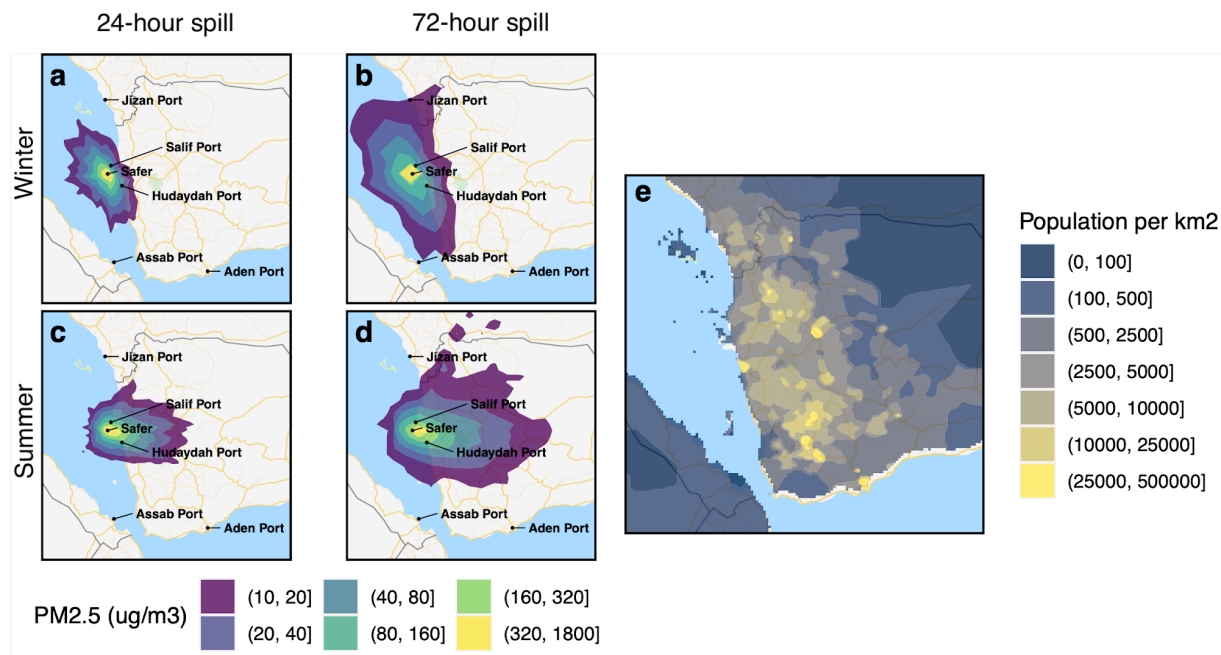 24-hour spill
72-hour spill
Winter
a
Jizan Port
Salif Port
Safer
Hudaydah Port
Assab Port
Aden Port
b
Jizan Port
Salif Port
Safer
Hudaydah Port
Assab Port
Aden Port
Summer
c
Jizan Port
Salif Port
Safer
Hudaydah Port
Assab Port
Aden Port
d
Jizan Port
Salif Port
Safer
Hudaydah Port
Assab Port
Aden Port
PM2.5 (ug/m3)
(10, 20]
(40, 80]
(160, 320]
(20, 40]
(80, 160]
(320, 1800]
e
Population per km2
(0, 100]
(100, 500]
(500, 2500]
(2500, 5000]
(5000, 10000]
(10000, 25000]
(25000, 500000]